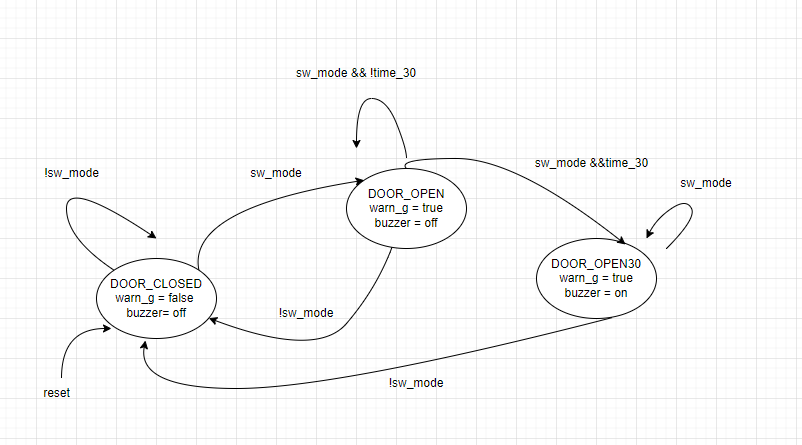 sw_mode && !time_30
!sw_mode
sw_mode
sw_mode &&time_30
sw_mode
DOOR_OPEN
warn_g = true
buzzer = off
DOOR_OPEN30
warn_g = true
buzzer = on
DOOR_CLOSED
warn_g = false
buzzer= off
!sw_mode
!sw_mode
reset